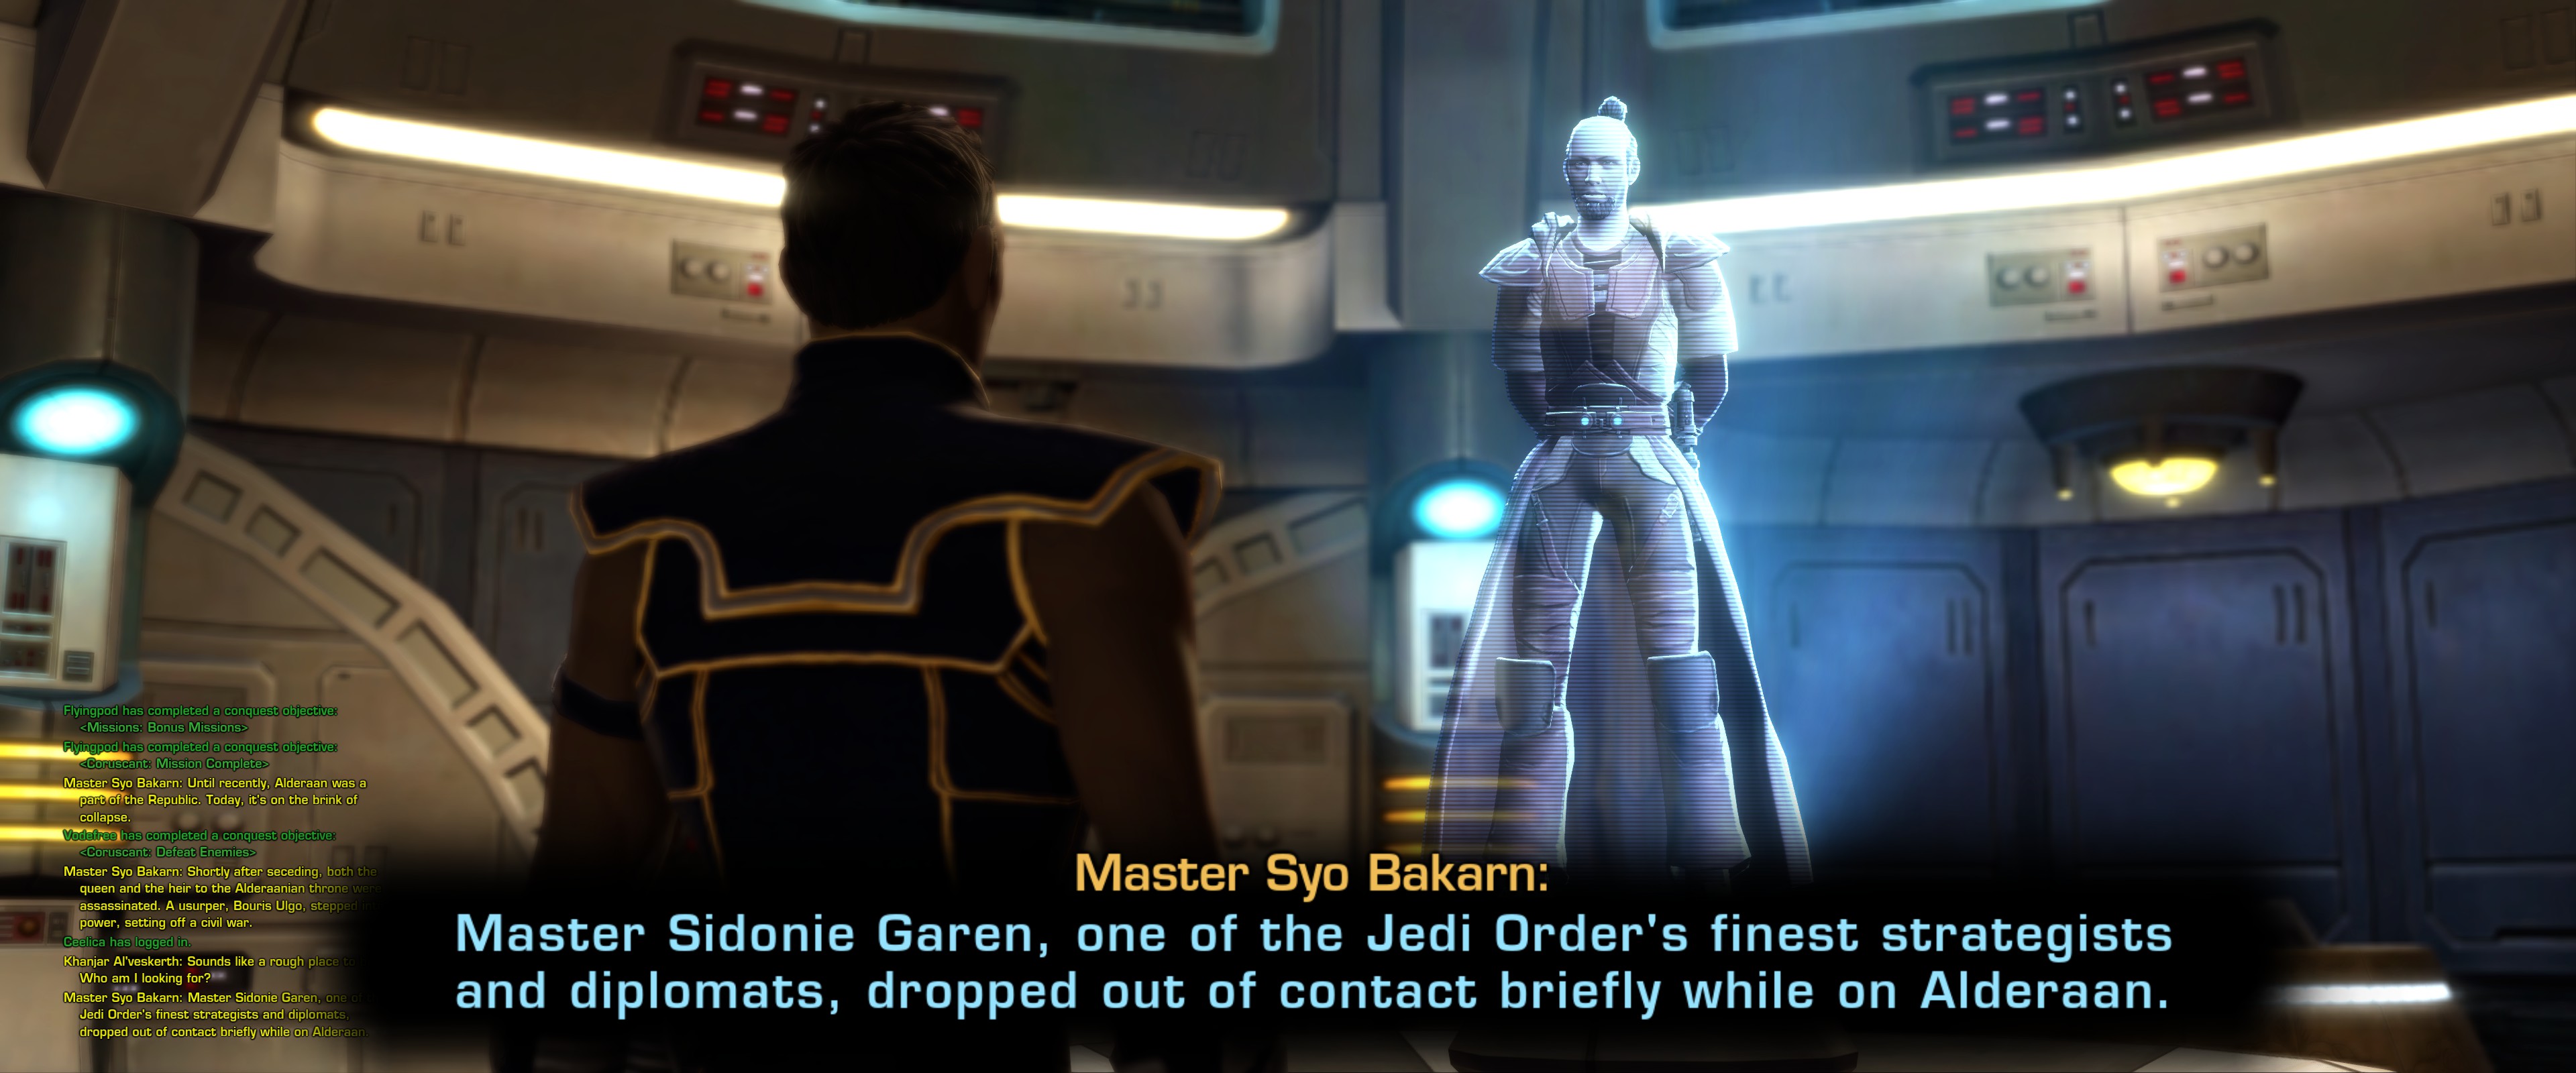 Flyingpod has completed a conquest objective:
<Missions: Bonus Missions>
Flyingpod has completed a conquest objective:
<Coruscant: Mission Complete>
Master Syo Bakarn: Until recently, Alderaan was a
part of the Republic. Today, it's on the brink of
collapse.
Vodefree has completed a conquest objective:
<Coruscant: Defeat Enemies>
Master Syo Bakarn: Shortly after seceding, both the
queen and the heir to the Alderaanian throne were
assassinated. A usurper, Bouris Ulgo, stepped
power, setting off a civil war.
Ceelica has logged in.
Khanjar Al'veskerth: Sounds like a rough place to
Who am I looking for?
Master Syo Bakarn: Master Sidonie Garen, one of
Jedi Order's finest strategists and diplomats,
dropped out of contact briefly while on Alderaan.
Master Syo Bakarn:
Master Sidonie Garen, one of the Jedi Order's finest strategists
and diplomats, dropped out of contact briefly while on Alderaan.